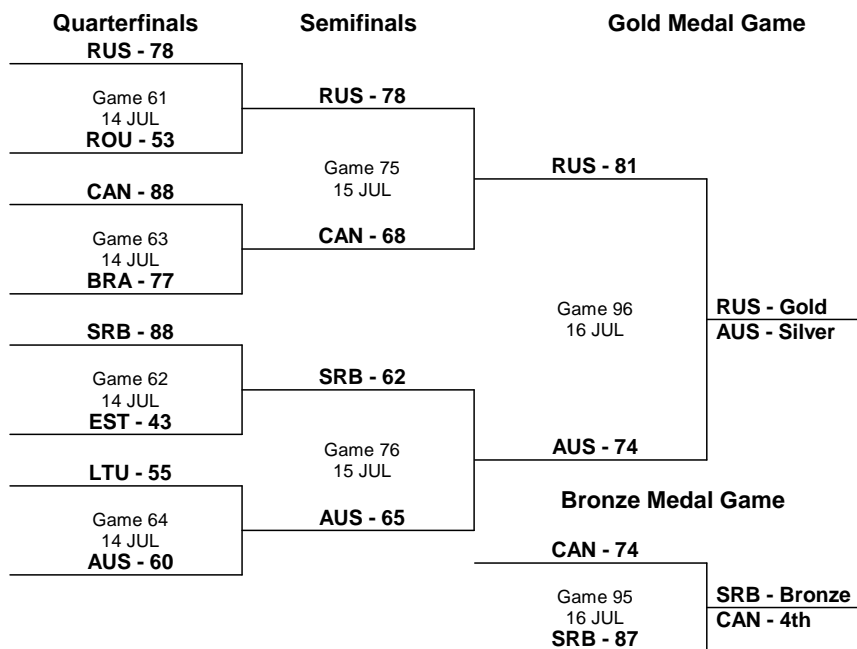 Quarterfinals
Semifinals
Gold Medal Game
RUS - 78
Game 61
14 JUL
ROU - 53
CAN - 88
Game 63
14 JUL
BRA - 77
SRB - 88
Game 62
14 JUL
EST - 43
LTU - 55
Game 64
14 JUL
AUS - 60
RUS - 78
Game 75
15 JUL
CAN - 68
SRB - 62
Game 76
15 JUL
AUS - 65
RUS - 81
Game 96
16 JUL
AUS - 74
RUS - Gold
AUS - Silver
Bronze Medal Game
CAN - 74
Game 95
16 JUL
SRB - 87
SRB - Bronze
CAN - 4th